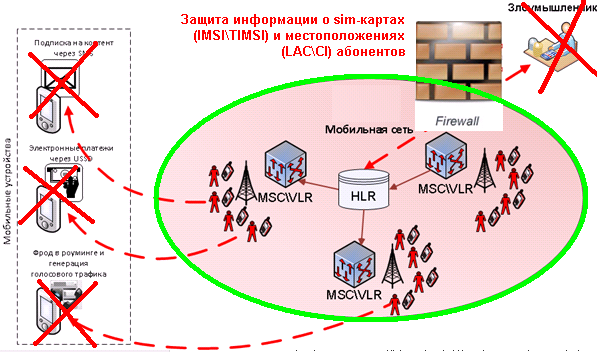 Защита информации о sim-картах
(IMSI\TIMSI) и местоположениях
(LAC\CI) абонентов
Злоумышленник
Firewall
Мобильные устройства
Подписка на контент
через SMS
Электронные платежи
через USSD
Фрод в роуминге и
генерация
голосового трафика
Мобильная сеть
MSC\VLR
HLR
MSC\VLR
MSC\VLR